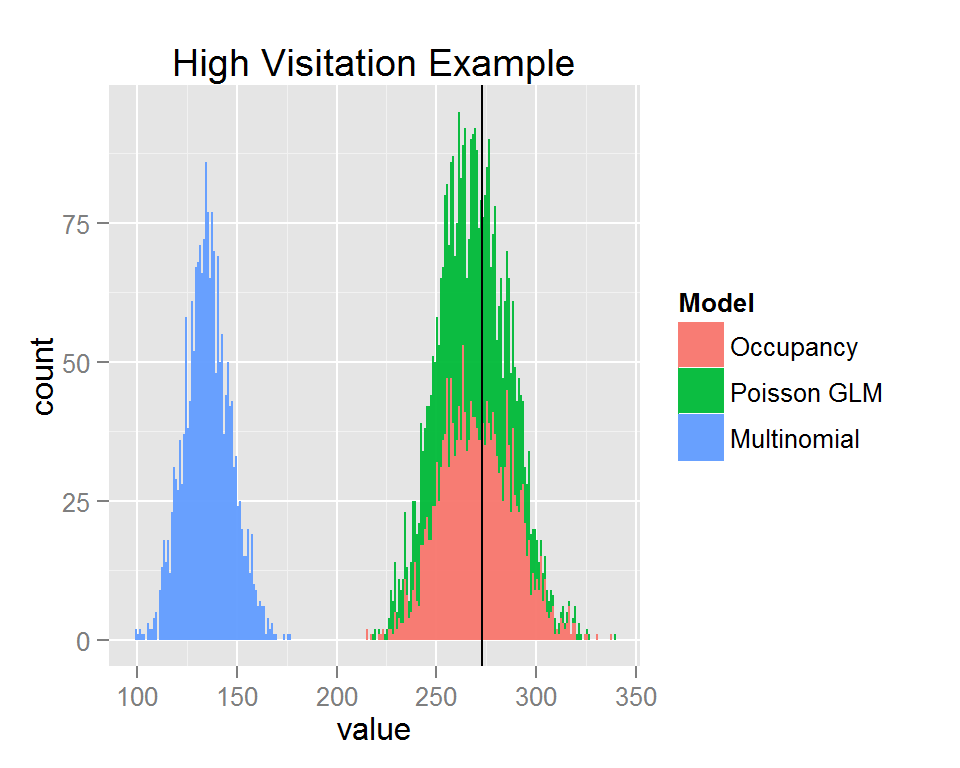 High Visitation Example
count
75
50
25
0
100 150 200 250 300 350
value
Model
Occupancy
Poisson GLM
Multinomial